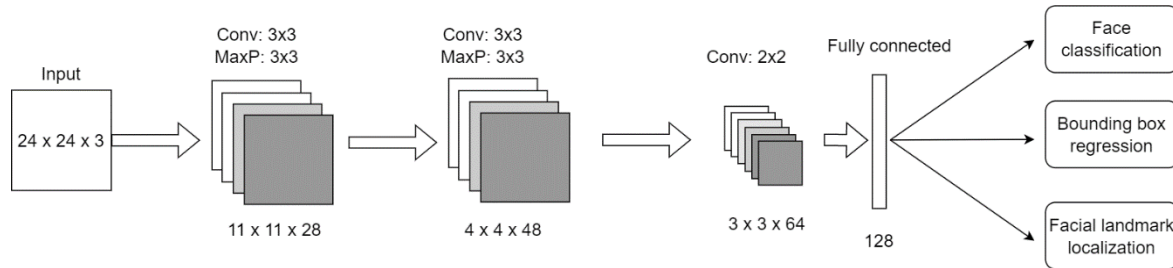 Input
24 x 24 x 3
Conv: 3x3
MaxP: 3x3
11 x 11 x 28
Conv: 3x3
MaxP: 3x3
4 x 4 x 48
Conv: 2x2
3 x 3 x 64
Fully connected
128
Face
classification
Bounding box
regression
Facial landmark
localization